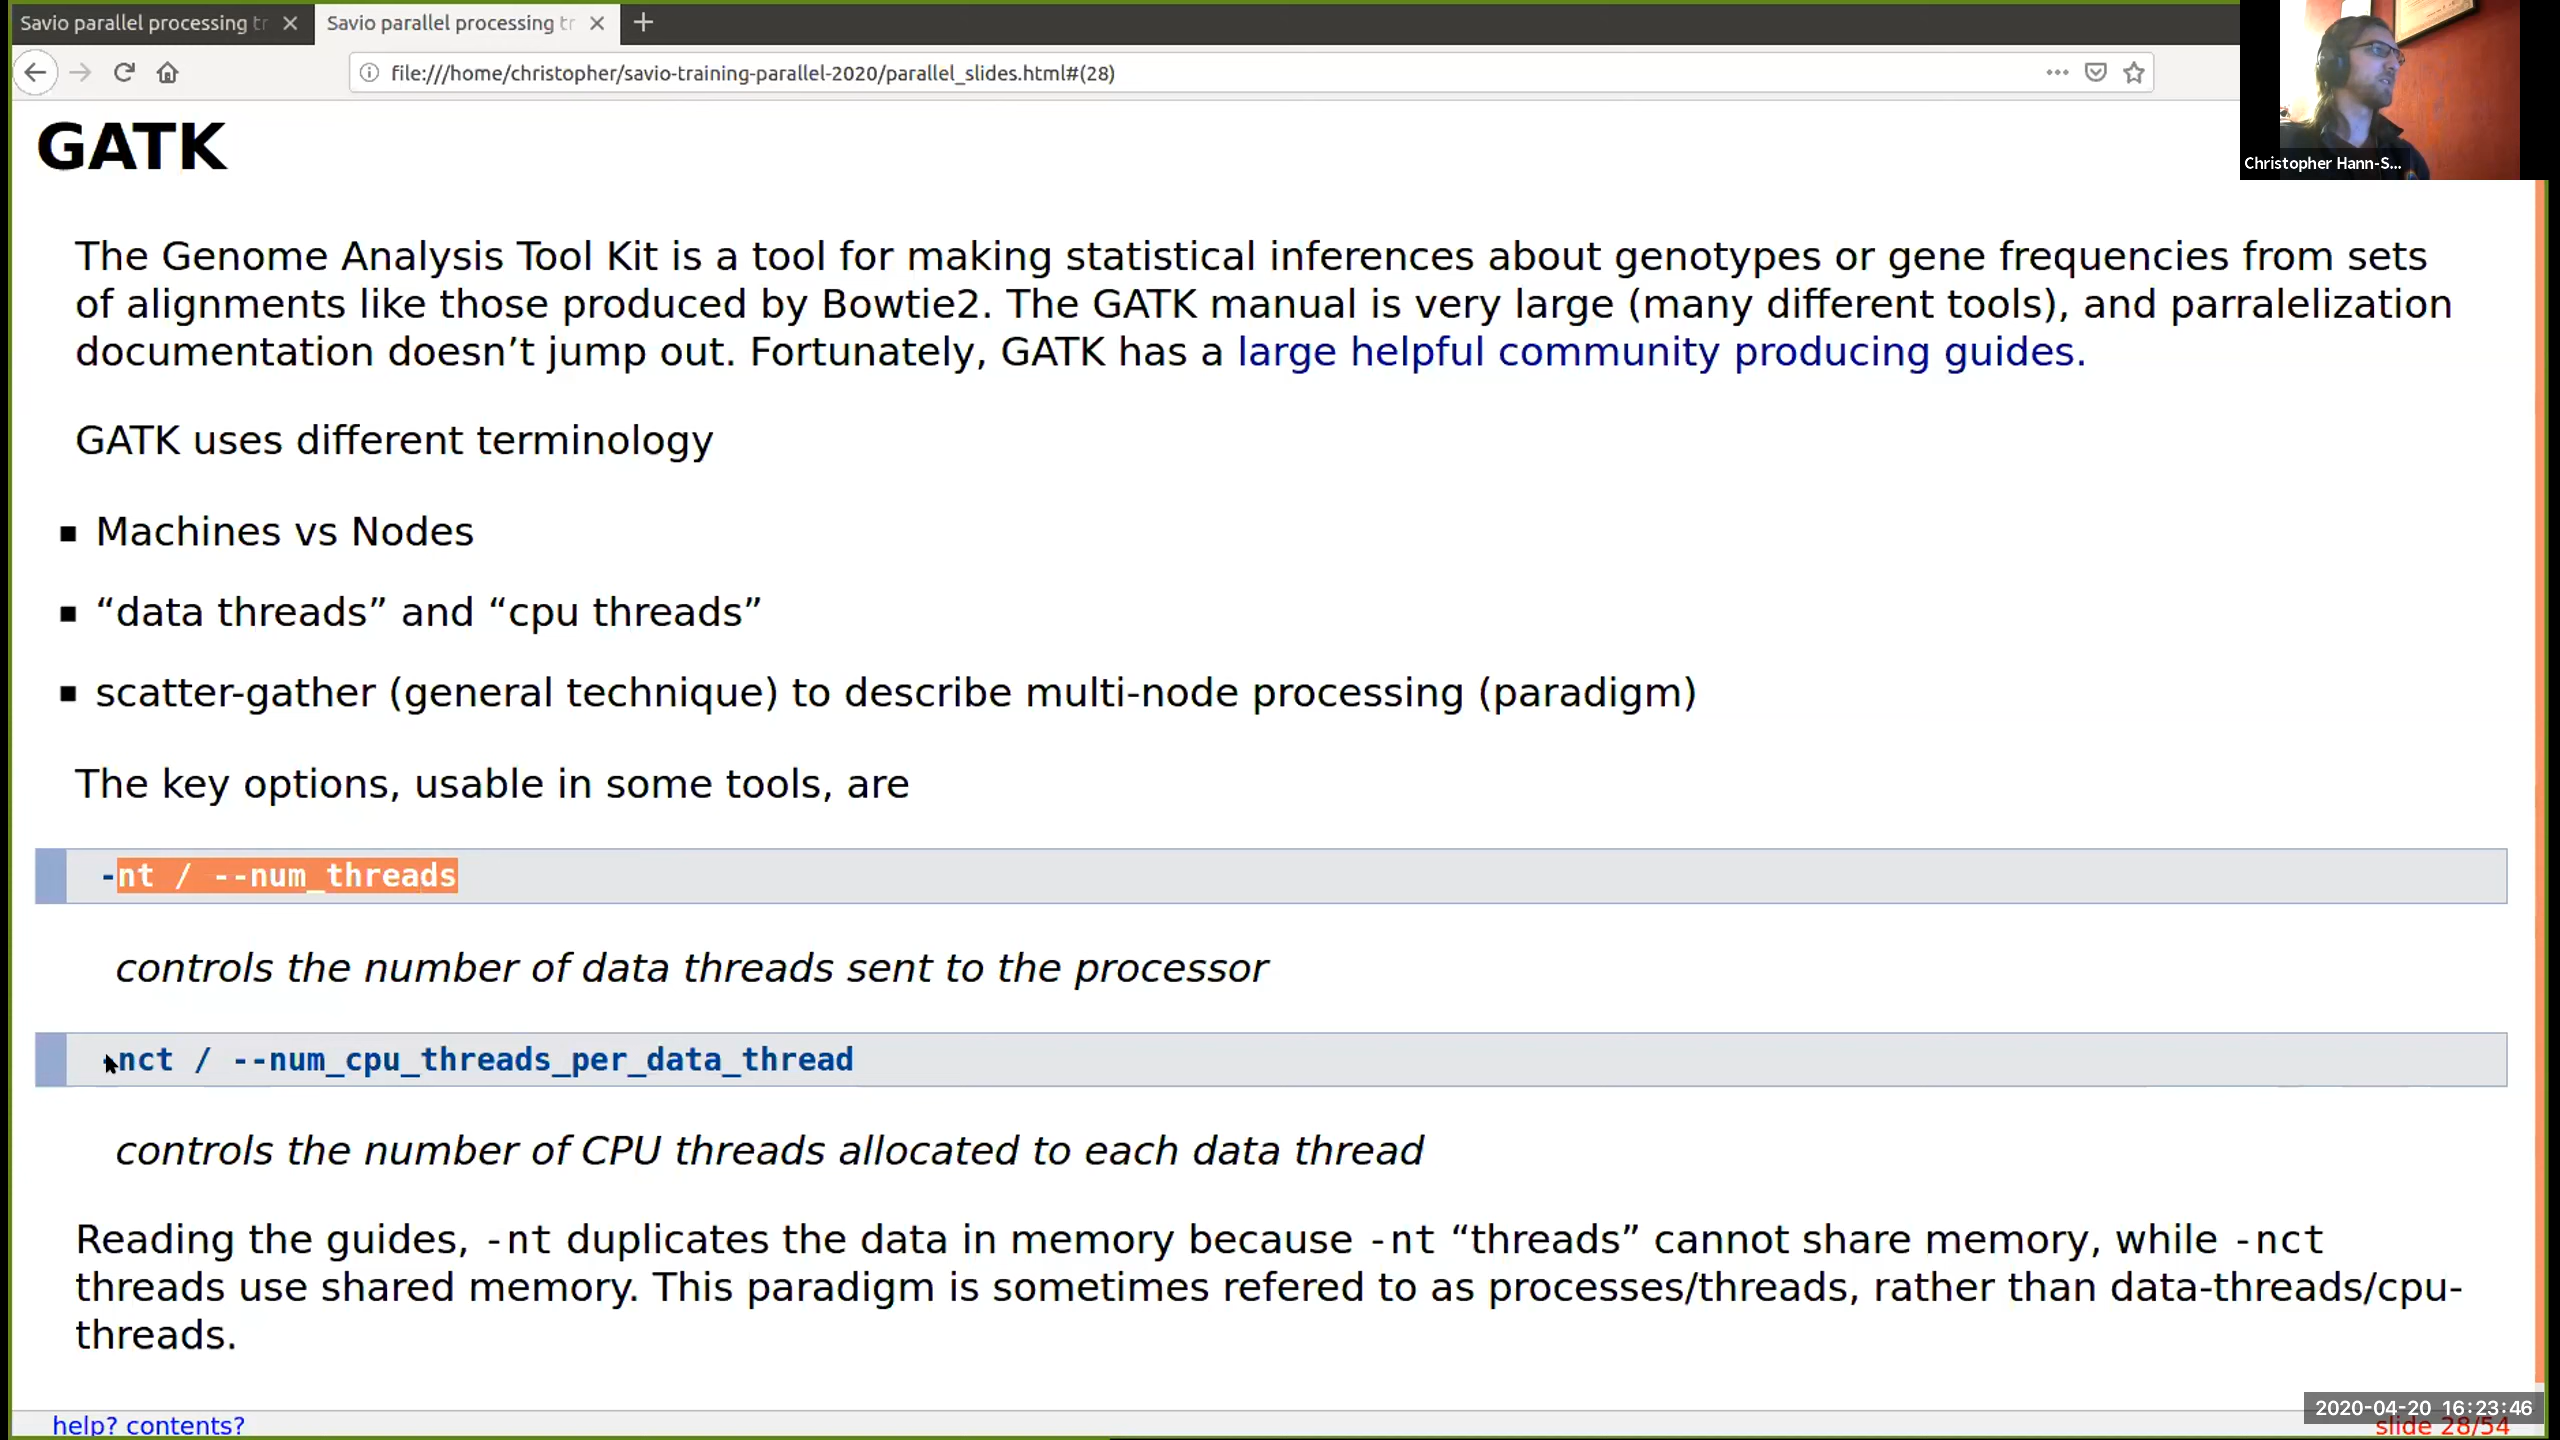 Savio parallel processing tr
Savio parallel processing tr
file:///home/christopher/savio-training-parallel-2020/parallel_slides.html#(28)
Christopher Hann-S...
GATK
The Genome Analysis Tool Kit is a tool for making statistical inferences about genotypes or gene frequencies from sets
of alignments like those produced by Bowtie2. The GATK manual is very large (many different tools), and parralelization
documentation doesn’t jump out. Fortunately, GATK has a large helpful community producing guides.
GATK uses different terminology
▪ Machines vs Nodes
▪ “data threads” and “cpu threads”
▪ scatter-gather (general technique) to describe multi-node processing (paradigm)
The key options, usable in some tools, are
-nt / --num_threads
controls the number of data threads sent to the processor
-nct / --num_cpu_threads_per_data_thread
controls the number of CPU threads allocated to each data thread
Reading the guides, -nt duplicates the data in memory because -nt “threads” cannot share memory, while -nct
threads use shared memory. This paradigm is sometimes refered to as processes/threads, rather than data-threads/cpu-
threads.
2020-04-20 16:23:46
help? contents?
slide 28/54